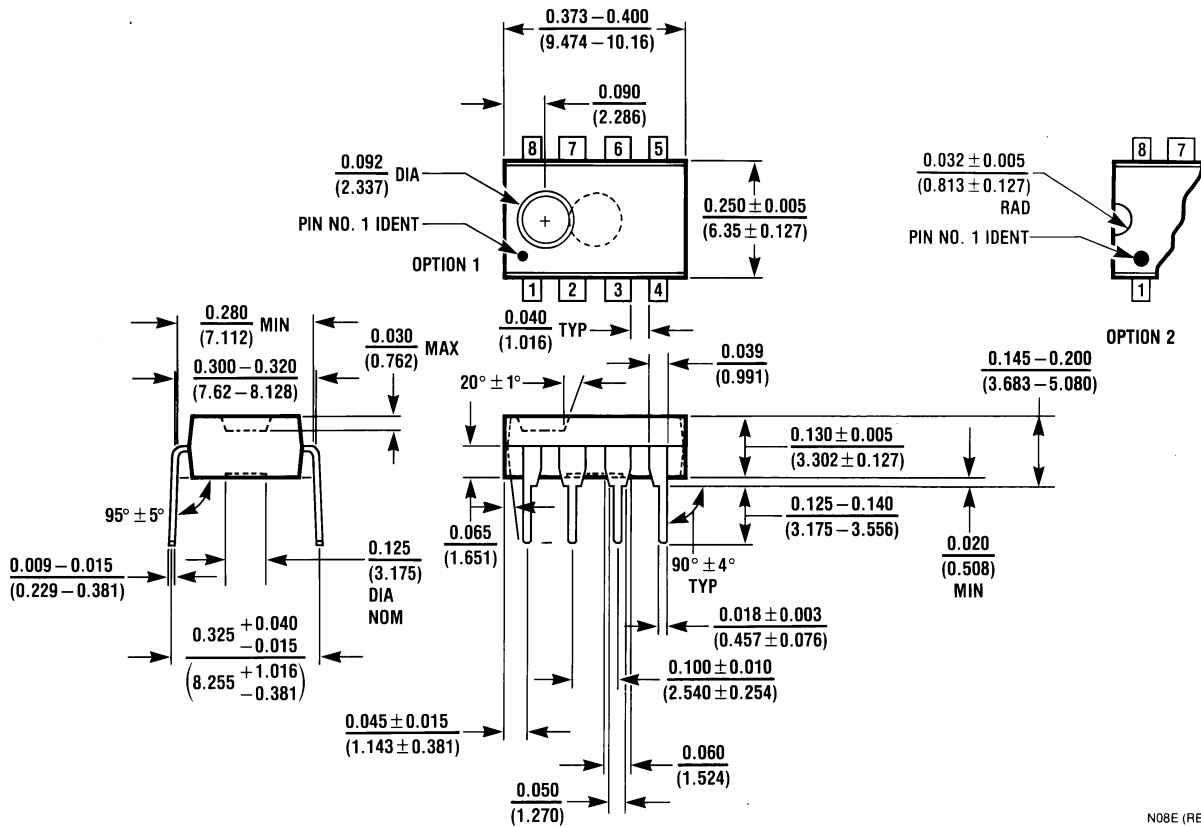 0.373 – 0.400
(9.474 – 10.16)
0.090
(2.286)
8 7 6 5
0.092 DIA
(2.337)
PIN NO. 1 IDENT
OPTION 1
+
1 2 3 4
0.250 ± 0.005
(6.35 ± 0.127)
0.032 ± 0.005
(0.813 ± 0.127)
RAD
PIN NO. 1 IDENT
8 7
1
OPTION 2
0.280 MIN
(7.112)
0.300 – 0.320
(7.62 – 8.128)
0.030 MAX
(0.762)
95° ± 5°
0.009 – 0.015
(0.229 – 0.381)
0.125
(3.175)
DIA
NOM
0.325 +0.040
−0.015
(8.255 +1.016
−0.381)
0.040 TYP
(1.016)
0.039
(0.991)
20° ± 1°
0.145 – 0.200
(3.683 – 5.080)
0.130 ± 0.005
(3.302 ± 0.127)
0.125 – 0.140
(3.175 – 3.556)
0.020
(0.508)
MIN
0.065
(1.651)
90° ± 4°
TYP
0.018 ± 0.003
(0.457 ± 0.076)
0.100 ± 0.010
(2.540 ± 0.254)
0.045 ± 0.015
(1.143 ± 0.381)
0.060
(1.524)
0.050
(1.270)
N08E